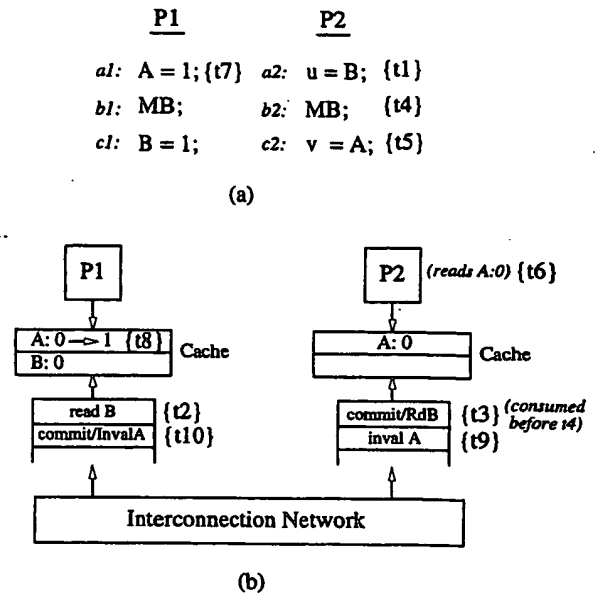 P1 P2
a1: A = 1; {t7} a2: u = B; {t1}
b1: MB; b2: MB; {t4}
c1: B = 1; c2: v = A; {t5}
(a)
P1 P2 (reads A:0) {t6}
A: 0 → 1 {t8} A: 0
B: 0 Cache Cache
read B {t2} commit/RdB {t3} (consumed
commit/InvalA {t10} inval A {t9} before t4)
Interconnection Network
(b)